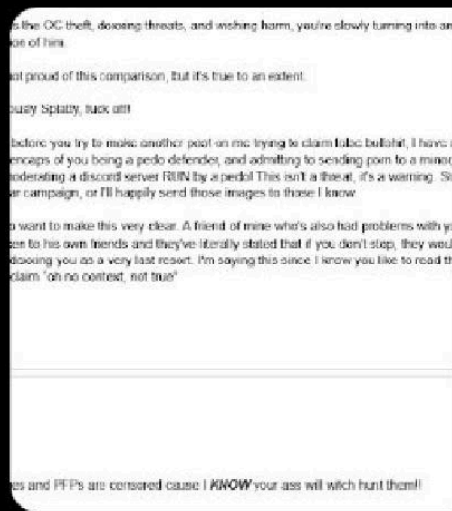 s the OC theft, doxxing threats, and wishing harm, you're slowly turning into an
on of him.
ot proud of this comparison, but it's true to an extent.
ously Splatty, fuck off!
before you try to make another post on me trying to claim false bullshit, I have
encaps of you being a pedo defender, and admitting to sending porn to a minor
moderating a discord server RUN by a pedo! This isn't a threat, it's a warning. S
ar campaign, or I'll happily send those images to those I know
want to make this very clear. A friend of mine who's also had problems with y
en to his own friends and they've literally stated that if you don't stop, they wou
doxxing you as a very last resort. I'm saying this since I know you like to read th
claim "oh no context, not true"
es and PFPs are censored cause I KNOW your ass will witch hunt them!!